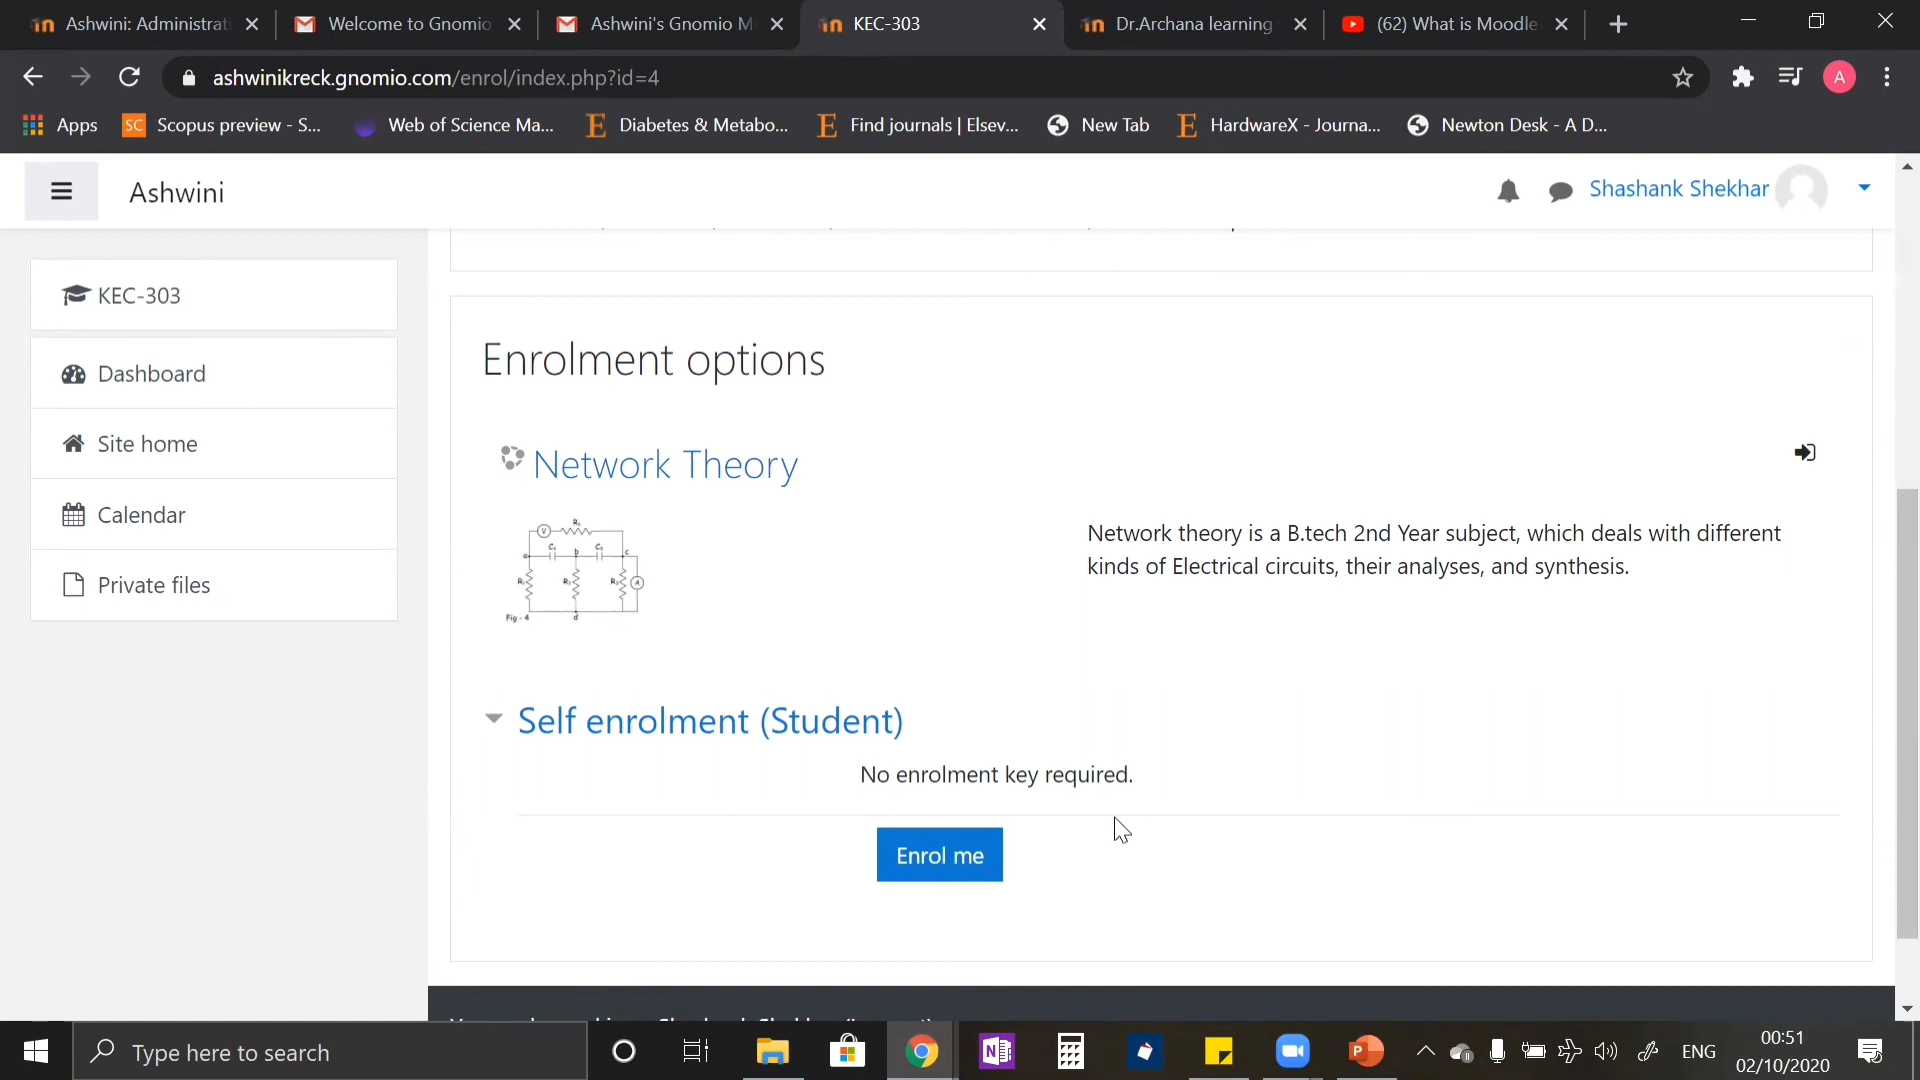 Ashwini: Administrati
Welcome to Gnomio
Ashwini's Gnomio M
KEC-303
Dr.Archana learning
(62) What is Moodle
ashwinikreck.gnomio.com/enrol/index.php?id=4
A
Apps
SC Scopus preview - S...
Web of Science Ma...
E Diabetes & Metabo...
E Find journals | Elsev...
New Tab
E HardwareX - Journa...
Newton Desk - A D...
Ashwini
Shashank Shekhar
KEC-303
Dashboard
Site home
Calendar
Private files
Enrolment options
Network Theory
Network theory is a B.tech 2nd Year subject, which deals with different
kinds of Electrical circuits, their analyses, and synthesis.
Fig - 4
Self enrolment (Student)
No enrolment key required.
Enrol me
Type here to search
ENG
00:51
02/10/2020